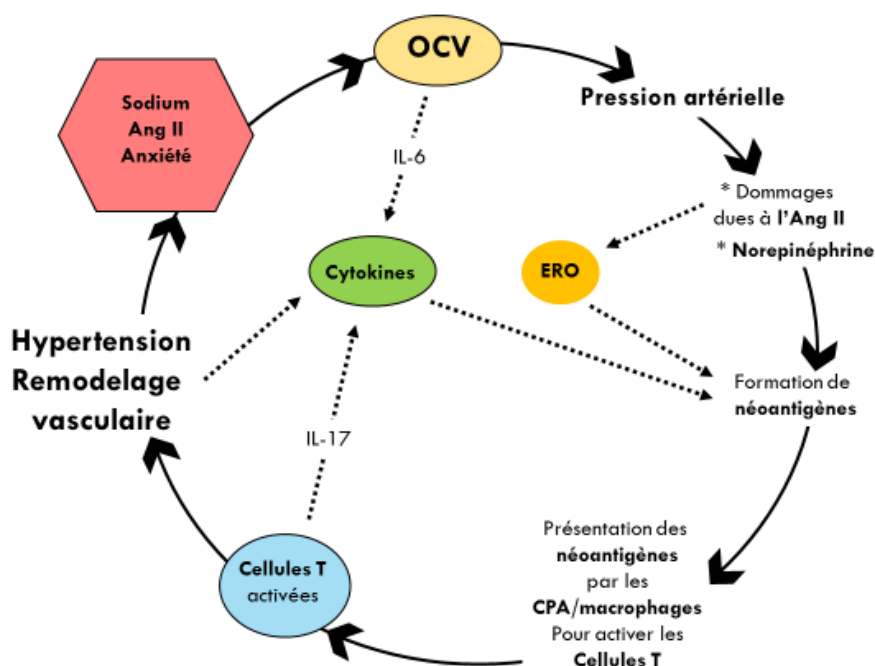 OCV
Pression artérielle
* Dommages
dues à l'Ang II
* Norepinéphrine
Formation de
néoantigènes
Présentation des
néoantigènes
par les
CPA/macrophages
Pour activer les
Cellules T
Cellules T
activées
Hypertension
Remodelage
vasculaire
Sodium
Ang II
Anxiété
IL-6
Cytokines
ERO
IL-17